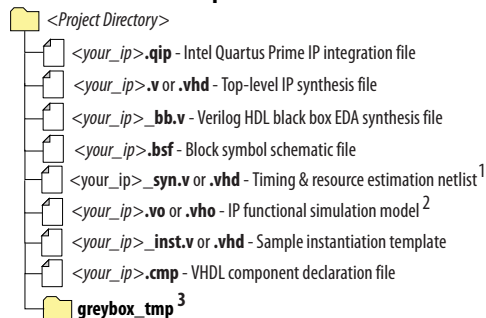 <Project Directory>
<your_ip>.qip - Intel Quartus Prime IP integration file
<your_ip>.v or .vhd - Top-level IP synthesis file
<your_ip>_bb.v - Verilog HDL black box EDA synthesis file
<your_ip>.bsf - Block symbol schematic file
<your_ip>_syn.v or .vhd - Timing & resource estimation netlist 1
<your_ip>.vo or .vho - IP functional simulation model 2
<your_ip>_inst.v or .vhd - Sample instantiation template
<your_ip>.cmp - VHDL component declaration file
greybox_tmp 3